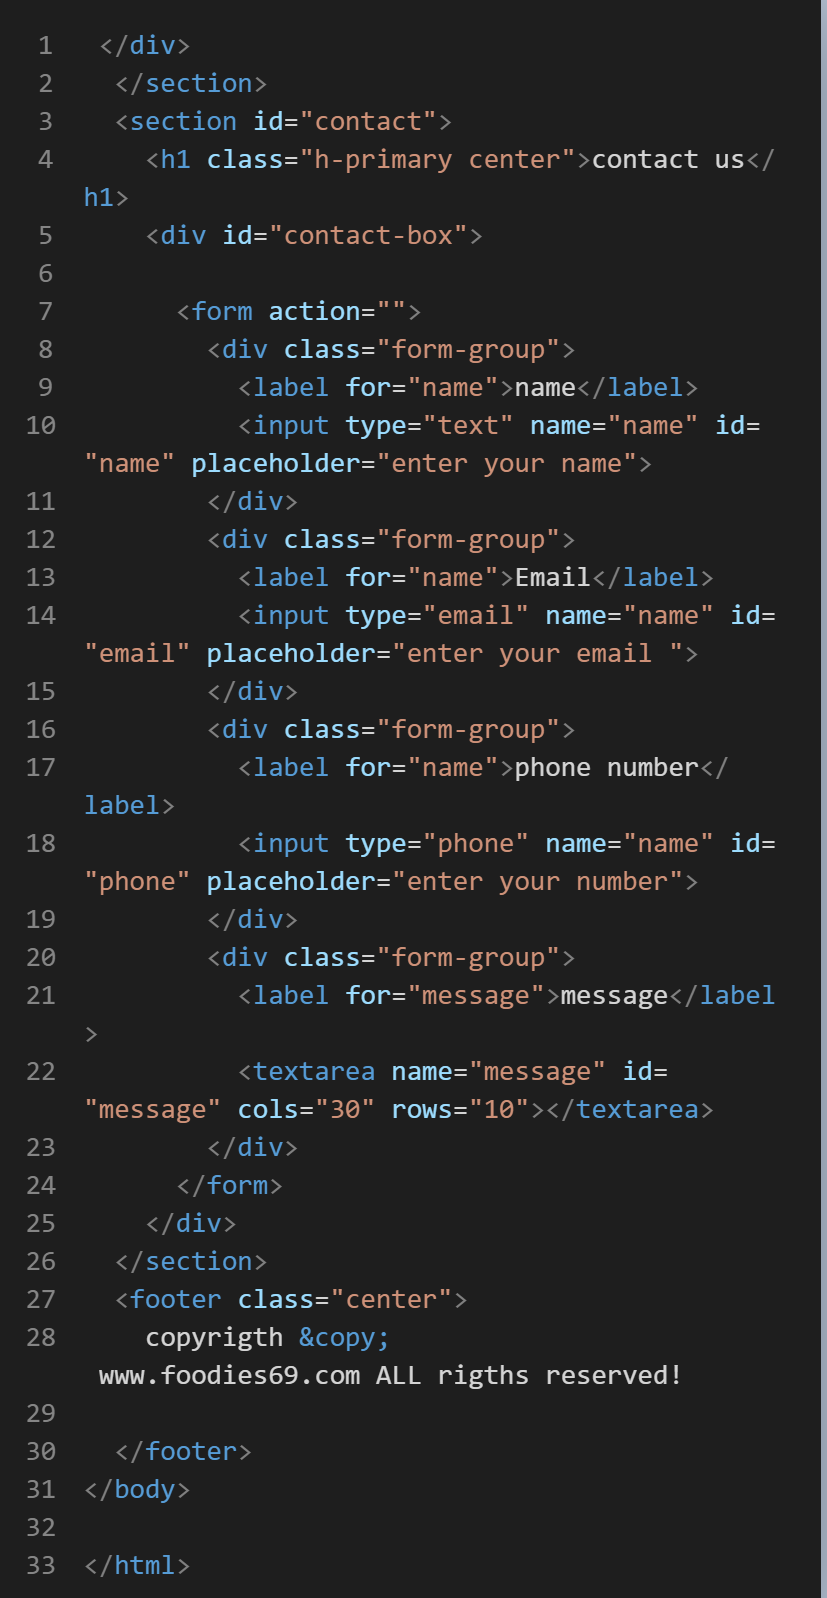 1 </div>
2 </section>
3 <section id="contact">
4 <h1 class="h-primary center">contact us</
h1>
5 <div id="contact-box">
6
7 <form action="">
8 <div class="form-group">
9 <label for="name">name</label>
10 <input type="text" name="name" id=
"name" placeholder="enter your name">
11 </div>
12 <div class="form-group">
13 <label for="name">Email</label>
14 <input type="email" name="name" id=
"email" placeholder="enter your email ">
15 </div>
16 <div class="form-group">
17 <label for="name">phone number</
label>
18 <input type="phone" name="name" id=
"phone" placeholder="enter your number">
19 </div>
20 <div class="form-group">
21 <label for="message">message</label
>
22 <textarea name="message" id=
"message" cols="30" rows="10"></textarea>
23 </div>
24 </form>
25 </div>
26 </section>
27 <footer class="center">
28 copyrigth &copy;
www.foodies69.com ALL rigths reserved!
29
30 </footer>
31 </body>
32
33 </html>